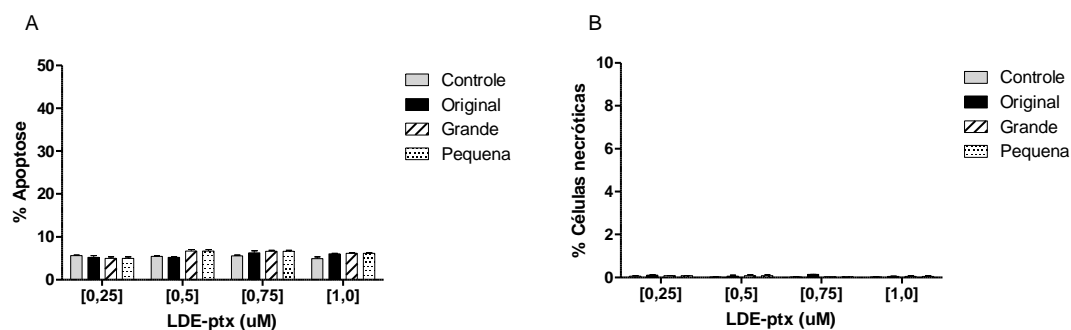 A
% Apoptose
50
40
30
20
10
0
[0,25] [0,5] [0,75] [1,0]
LDE-ptx (uM)
Controle
Original
Grande
Pequena
B
% Células necróticas
10
8
6
4
2
0
[0,25] [0,5] [0,75] [1,0]
LDE-ptx (uM)
Controle
Original
Grande
Pequena